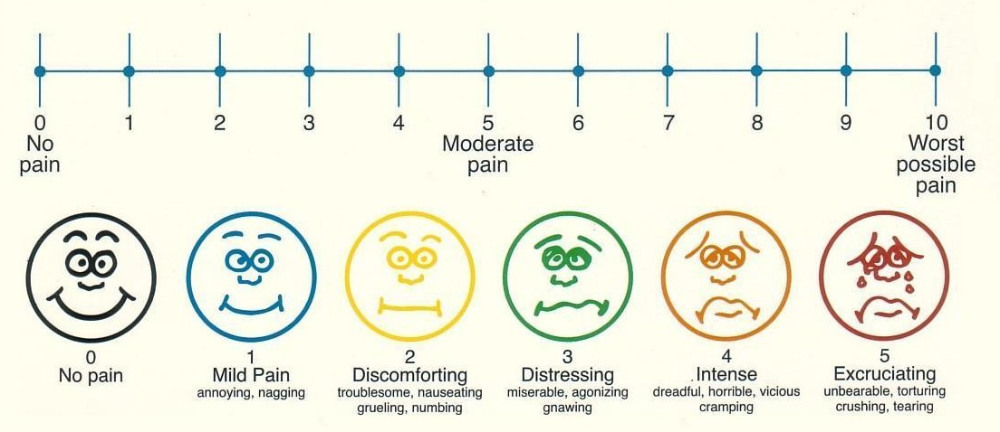 0 1 2 3 4 5 6 7 8 9 10
No pain
Moderate pain
Worst possible pain
0
No pain
1
Mild Pain
annoying, nagging
2
Discomforting
troublesome, nauseating
grueling, numbing
3
Distressing
miserable, agonizing
gnawing
4
Intense
dreadful, horrible, vicious
cramping
5
Excruciating
unbearable, torturing
crushing, tearing